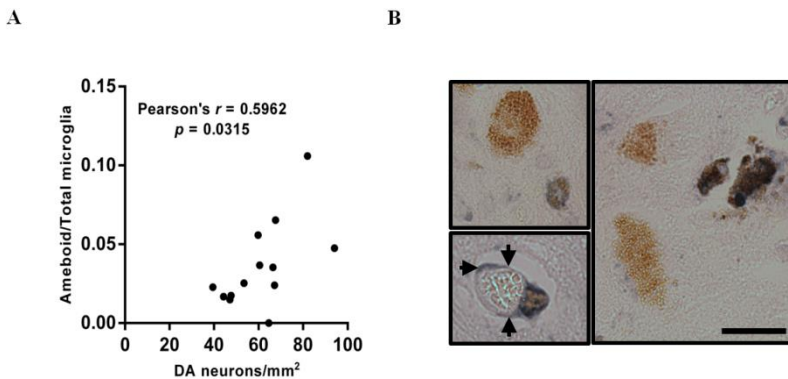 A
B
Pearson's r = 0.5962
p = 0.0315
Ameboid/Total microglia
0.15
0.10
0.05
0.00
0 20 40 60 80 100
DA neurons/mm²